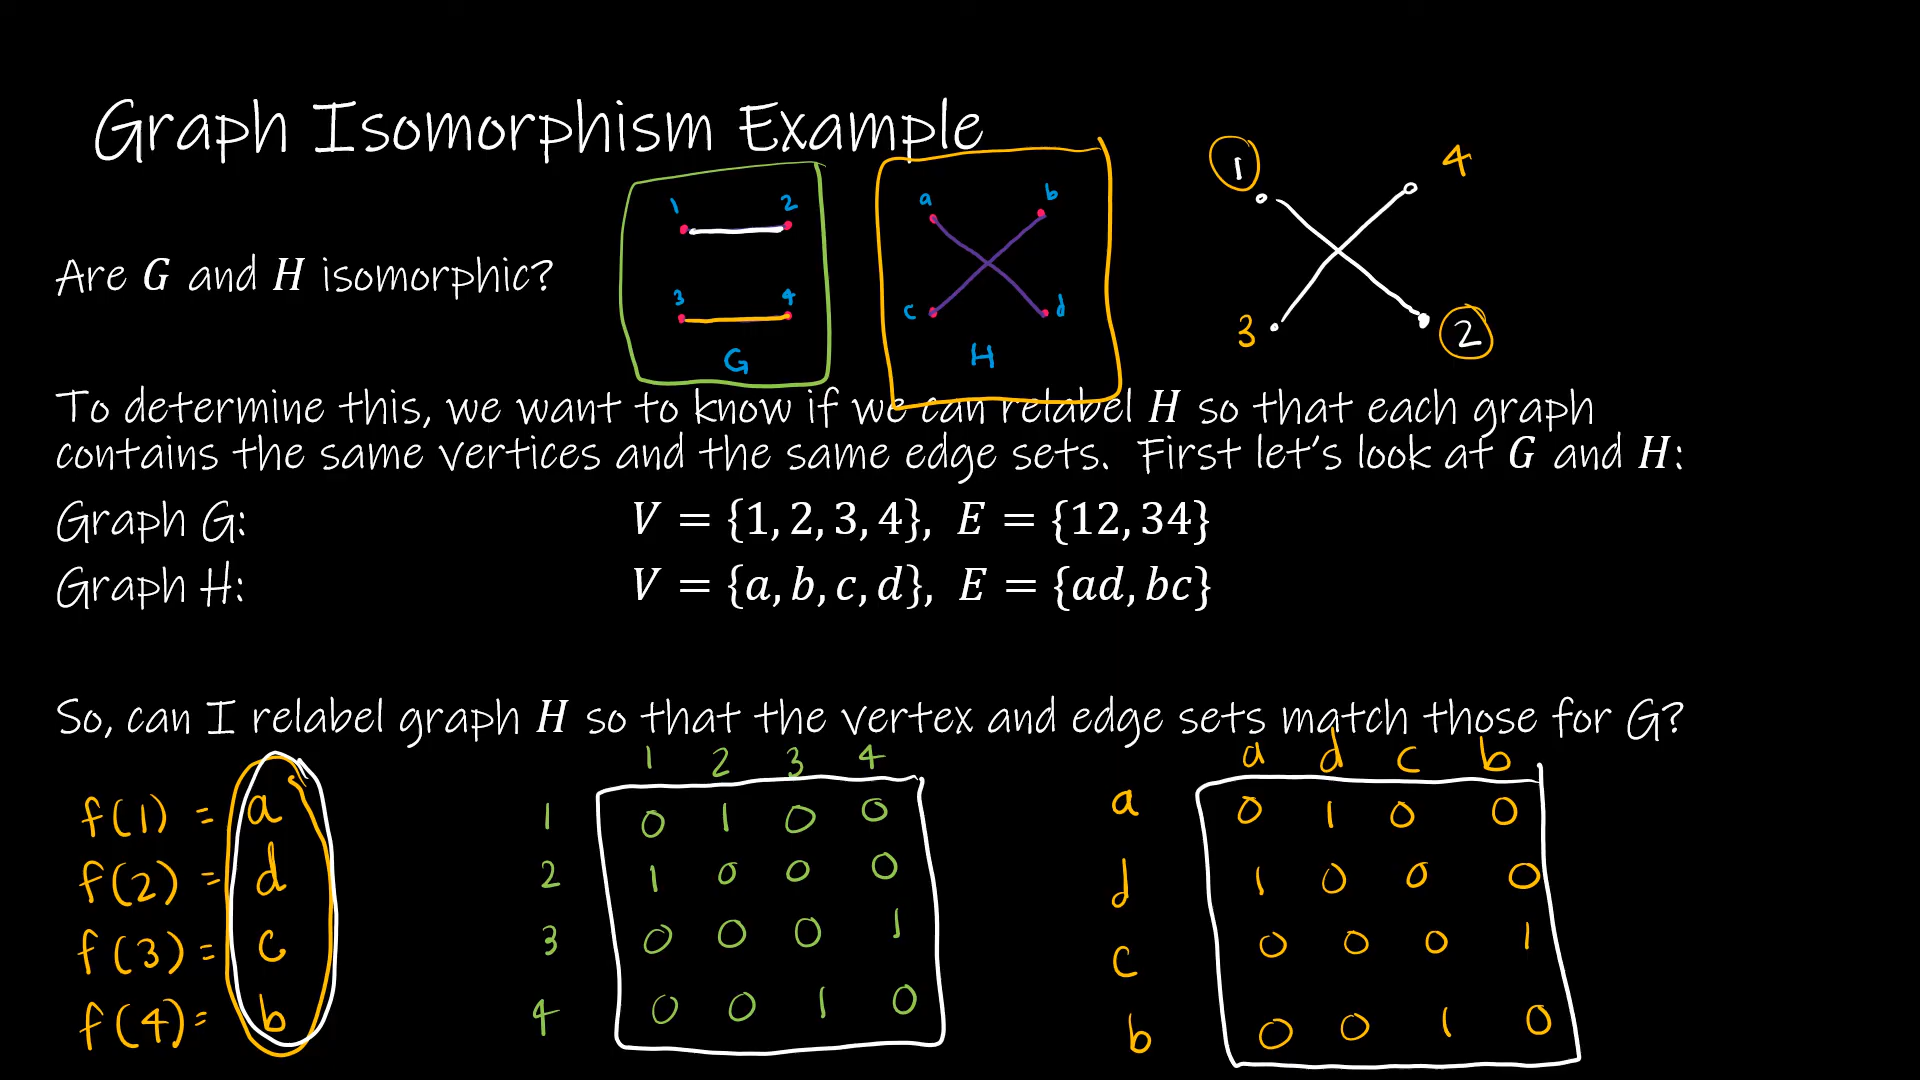 Graph Isomorphism Example
1 4
1 2 a b
Are G and H isomorphic?
3 4 c d
3 2
G H
To determine this, we want to know if we can relabel H so that each graph
contains the same vertices and the same edge sets. First let's look at G and H:
Graph G: V = {1, 2, 3, 4}, E = {12, 34}
Graph H: V = {a, b, c, d}, E = {ad, bc}
So, can I relabel graph H so that the vertex and edge sets match those for G?
1 2 3 4 a d c b
f(1) = a 1 0 1 0 0 a 0 1 0 0
f(2) = d 2 1 0 0 0 d 1 0 0 0
f(3) = c 3 0 0 0 1 c 0 0 0 1
f(4) = b 4 0 0 1 0 b 0 0 1 0